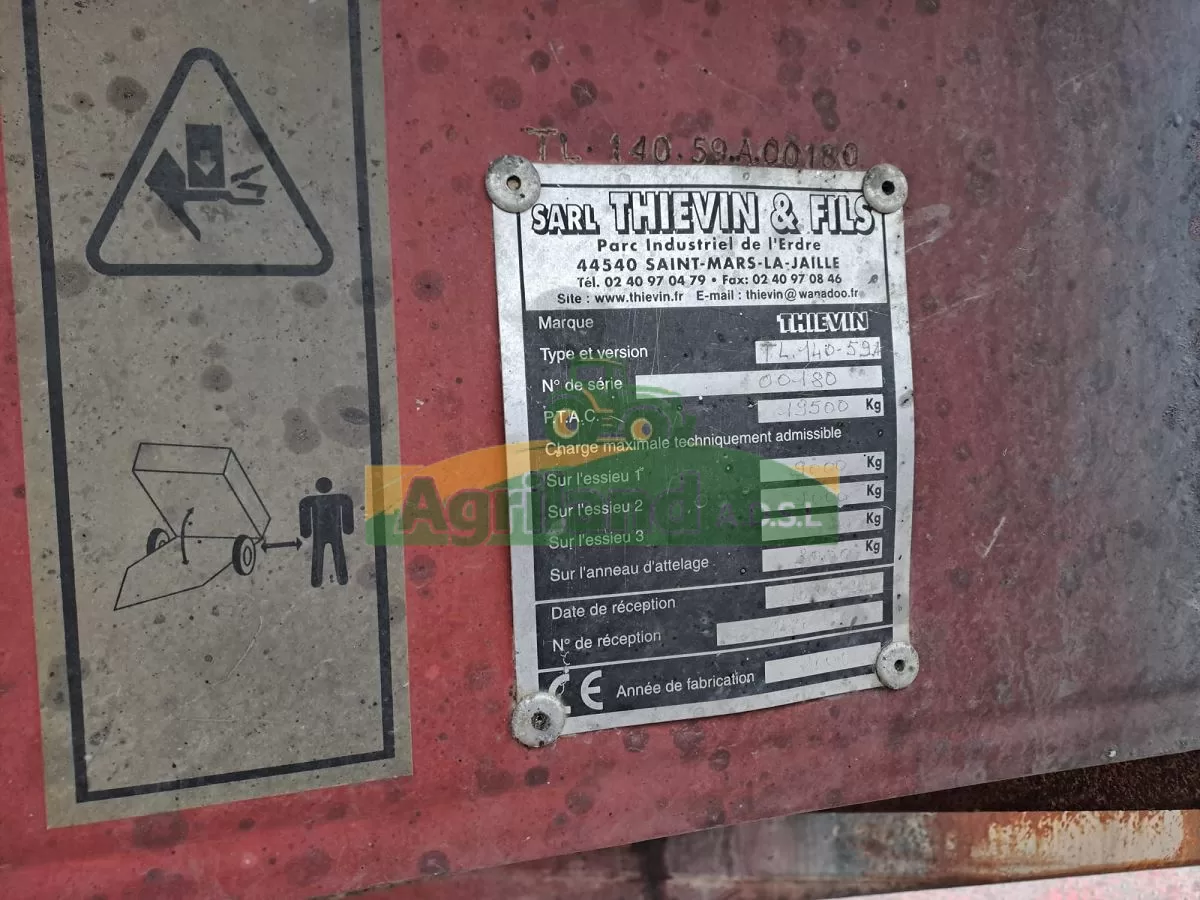 TL 140.59.A.00180
SARL THIEVIN & FILS
Parc Industriel de l'Erdre
44540 SAINT-MARS-LA-JAILLE
Tél. 02 40 97 04 79 • Fax: 02 40 97 08 46
Site : www.thievin.fr E-mail : thievin@wanadoo.fr
Marque THIEVIN
Type et version TL.140-59A
N° de série 00180
P.T.A.C. 19500 Kg
Charge maximale techniquement admissible
Sur l'essieu 1 Kg
Sur l'essieu 2 Kg
Sur l'essieu 3 Kg
Sur l'anneau d'attelage Kg
Date de réception
N° de réception
CE Année de fabrication
Agriland
A.D.S.L